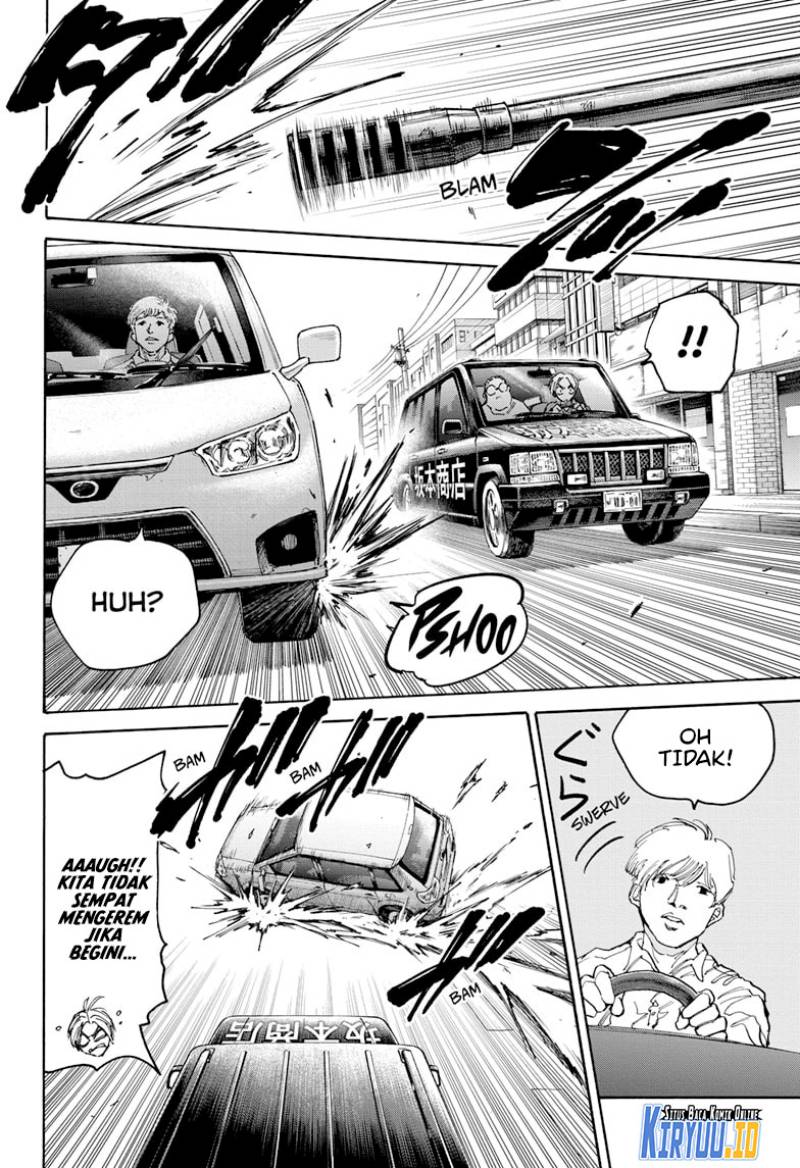 BLAM
!!
坂本商店
HUH?
PSHOO
OH
TIDAK!
ぐら
SWERVE
BAM
BAM
BAM
AAAUGH!!
KITA TIDAK
SEMPAT
MENGEREM
JIKA
BEGINI...
坂本商店
Situs Baca Komik Online
KIRYUU.ID